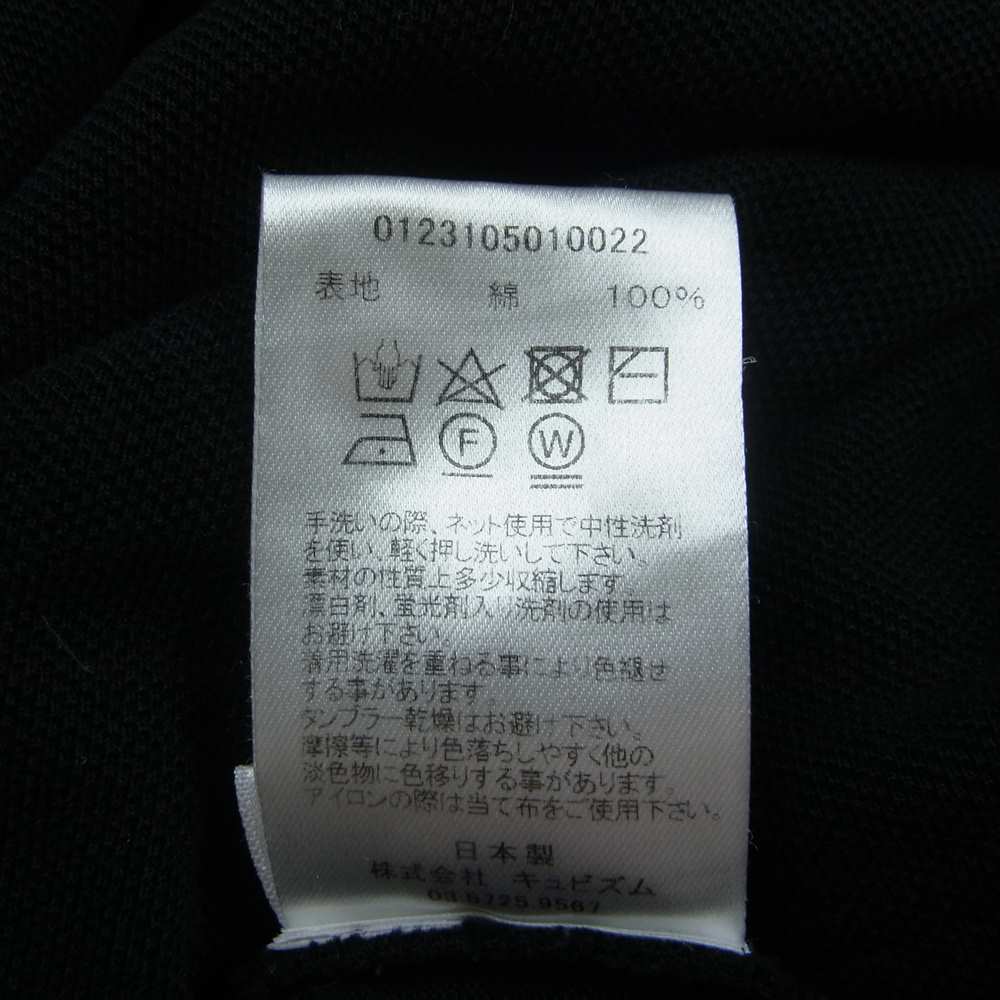 0123105010022
表地 綿 100%
F W
手洗いの際、ネット使用で中性洗剤
を使い、軽く押し洗いして下さい。
素材の性質上多少収縮します
漂白剤、蛍光剤入り洗剤の使用は
お避け下さい。
着用洗濯を重ねる事により色褪せ
する事があります。
タンブラー乾燥はお避け下さい。
摩擦等により色落ちしやすく他の
淡色物に色移りする事があります。
アイロンの際は当て布をご使用下さい。
日本製
株式会社 キュビズム
03.5725.9567